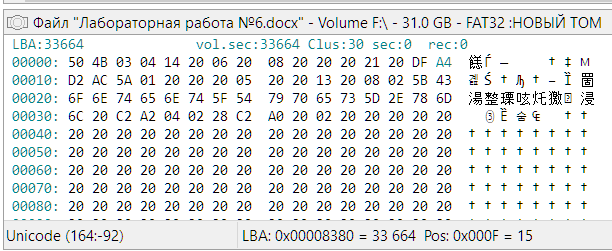 Файл "Лабораторная работа №6.docx" - Volume F:\ - 31.0 GB - FAT32 :НОВЫЙ ТОМ
LBA:33664 vol.sec:33664 Clus:30 sec:0 rec:0
00000: 50 4B 03 04 14 20 06 20 08 20 20 20 21 20 DF A4 † ‡
00010: D2 AC 5A 01 20 20 20 05 20 20 13 20 08 02 5B 43 Ś † –
00020: 6F 6E 74 65 6E 74 5F 54 79 70 65 73 5D 2E 78 6D 湯 整
00030: 6C 20 C2 A2 04 02 28 C2 A0 20 02 20 20 20 20 20 † †
00040: 20 20 20 20 20 20 20 20 20 20 20 20 20 20 20 20 † † † † † † † †
00050: 20 20 20 20 20 20 20 20 20 20 20 20 20 20 20 20 † † † † † † † †
00060: 20 20 20 20 20 20 20 20 20 20 20 20 20 20 20 20 † † † † † † † †
00070: 20 20 20 20 20 20 20 20 20 20 20 20 20 20 20 20 † † † † † † † †
00080: 20 20 20 20 20 20 20 20 20 20 20 20 20 20 20 20 † † † † † † † †
Unicode (164:-92) LBA: 0x00008380 = 33 664 Pos: 0x000F = 15